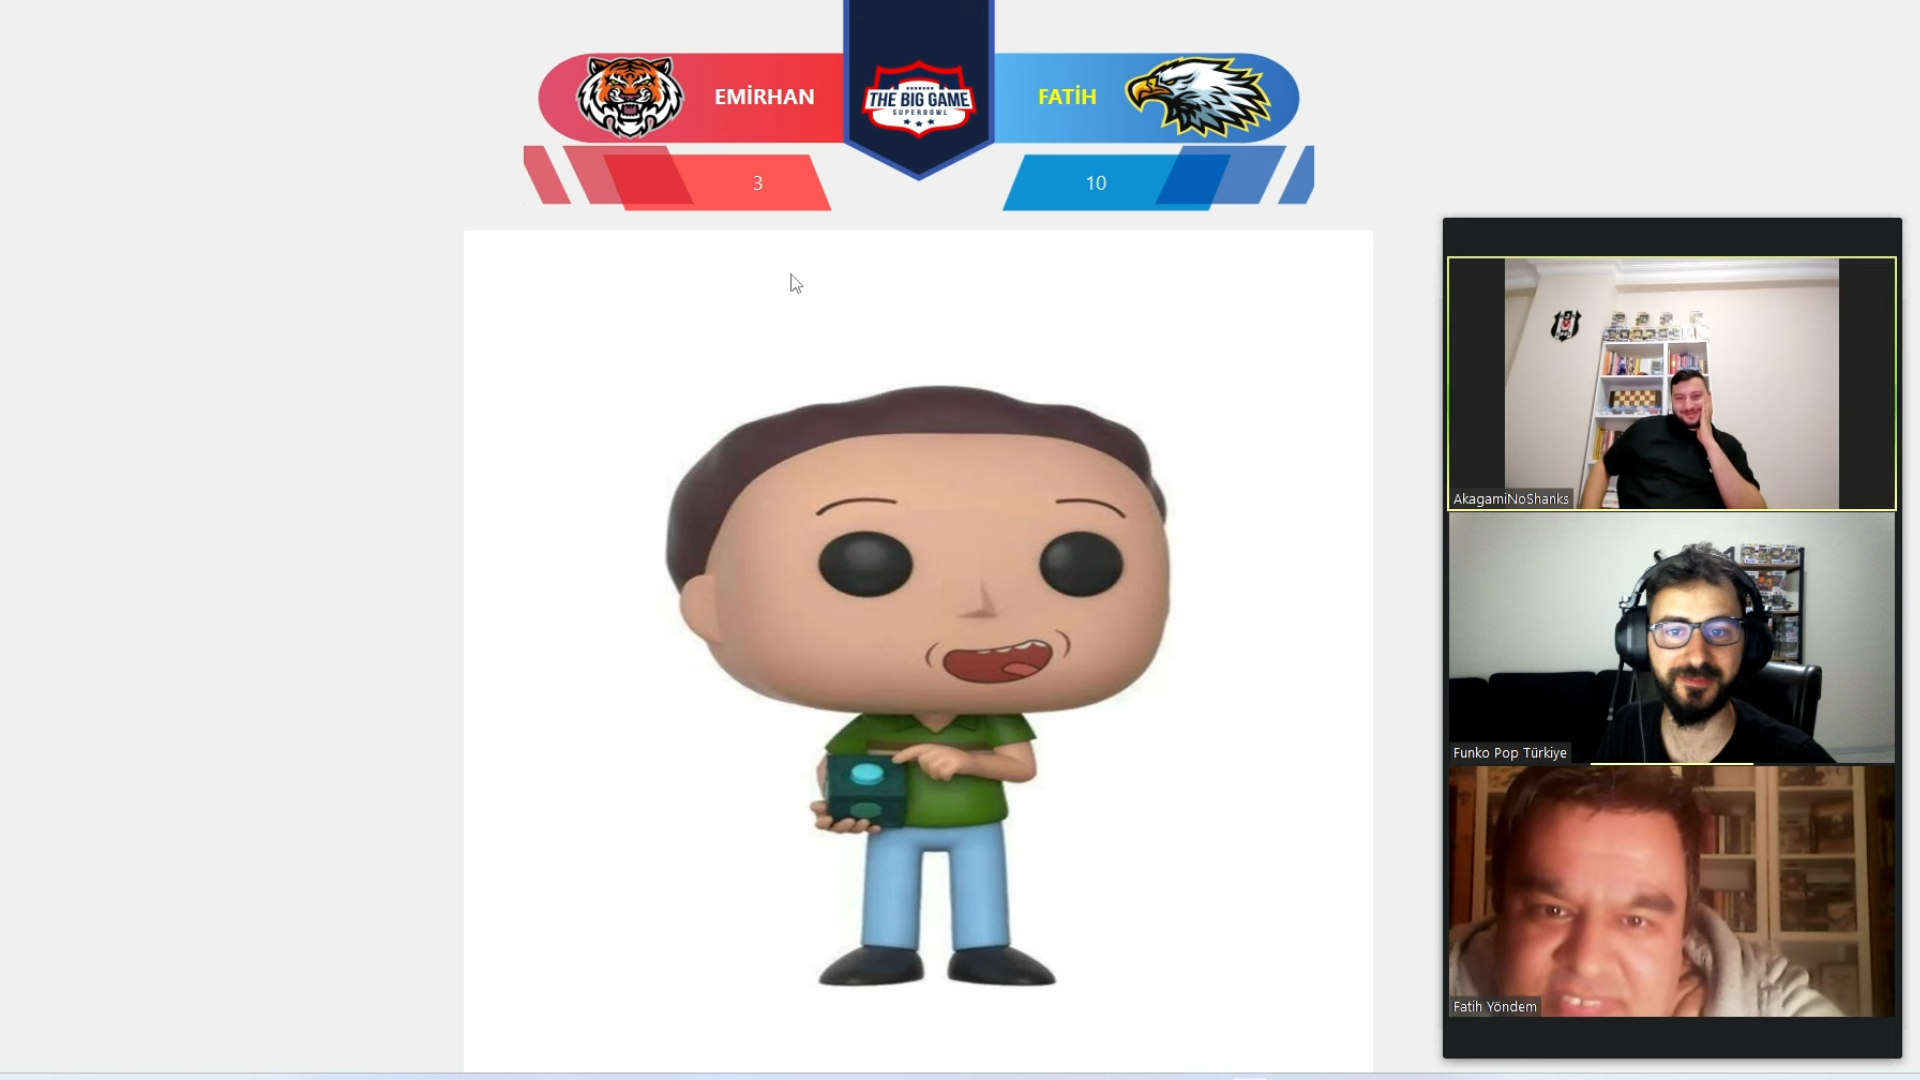 EMİRHAN
THE BIG GAME
SUPERBOWL
FATİH
3
10
AkagamiNoShanks
Funko Pop Türkiye
Fatih Yöndem